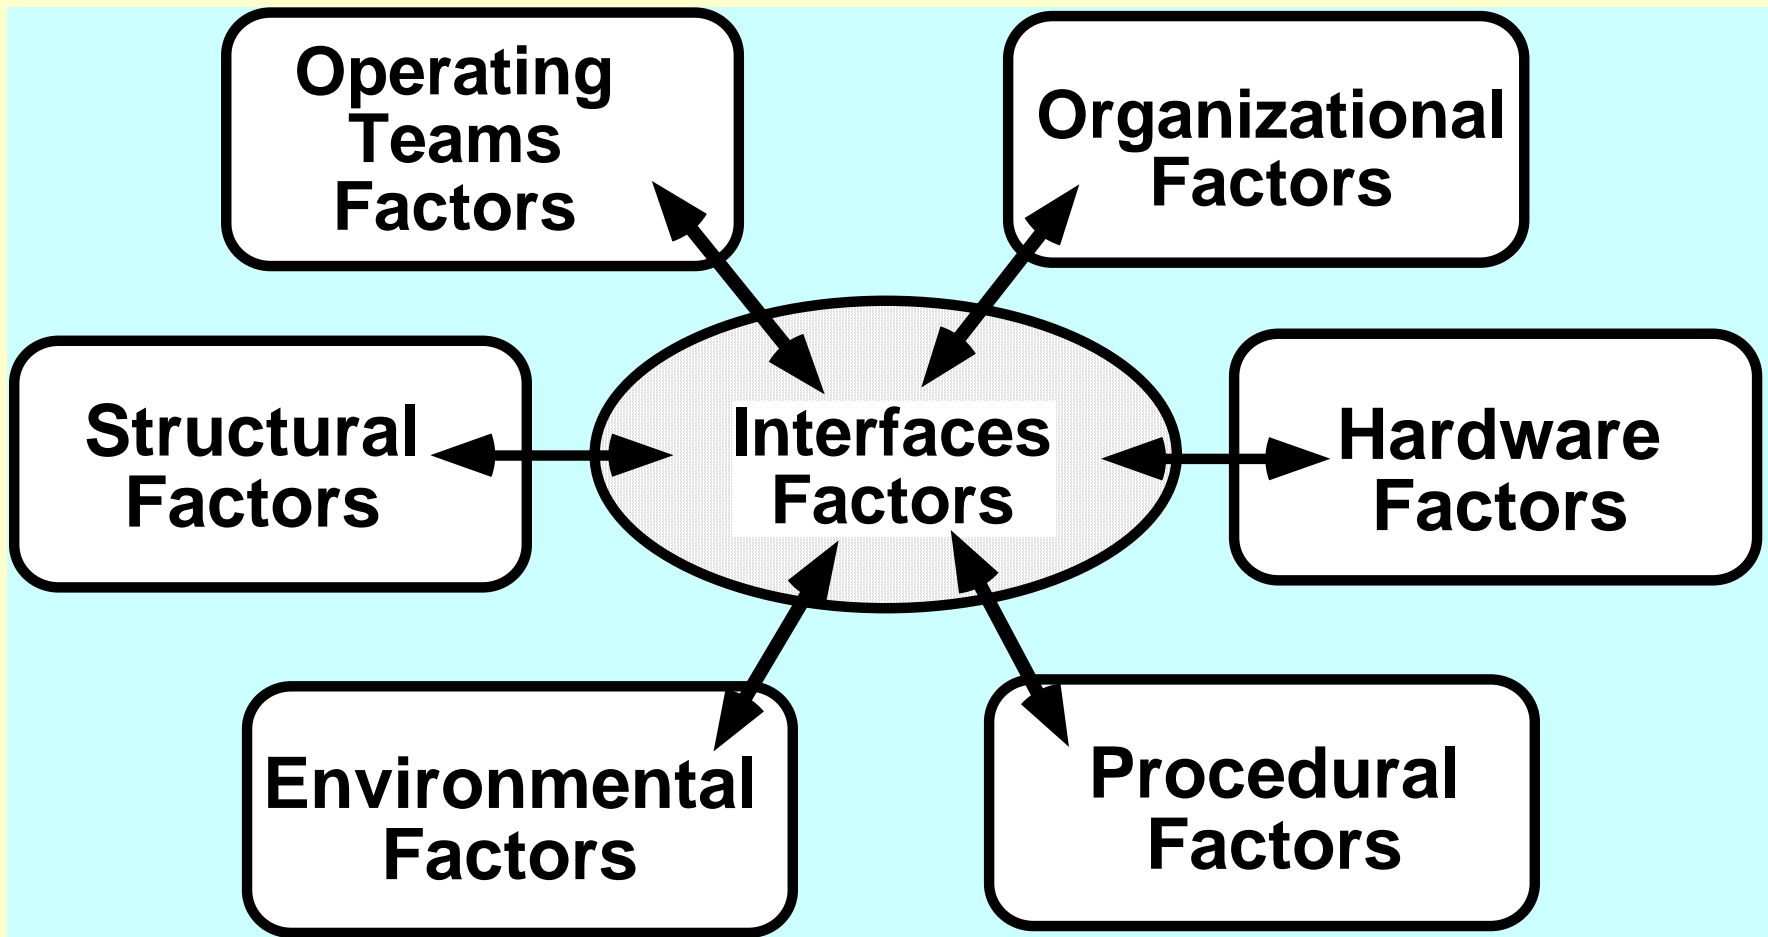 Operating
Teams
Factors
Organizational
Factors
Structural
Factors
Interfaces
Factors
Hardware
Factors
Environmental
Factors
Procedural
Factors